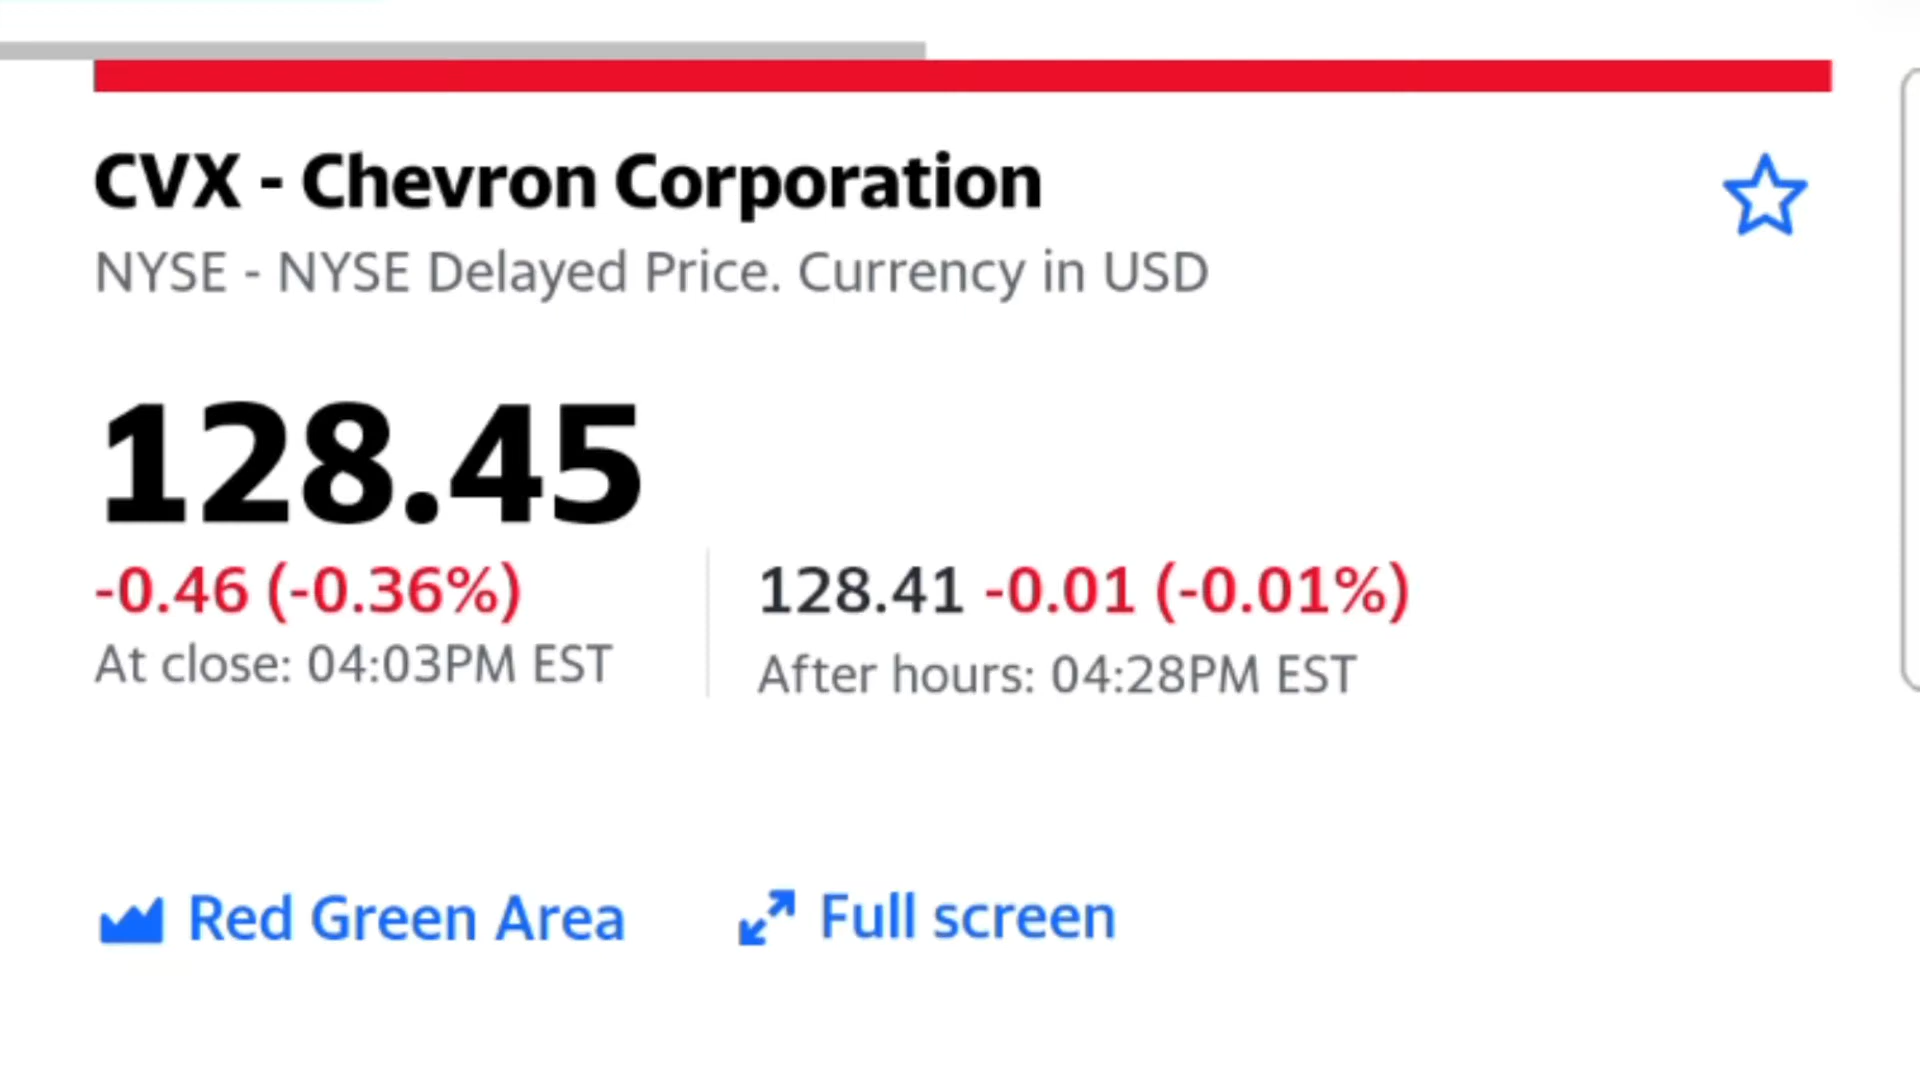 CVX - Chevron Corporation
NYSE - NYSE Delayed Price. Currency in USD
128.45
-0.46 (-0.36%)
At close: 04:03PM EST
128.41 -0.01 (-0.01%)
After hours: 04:28PM EST
Red Green Area
Full screen